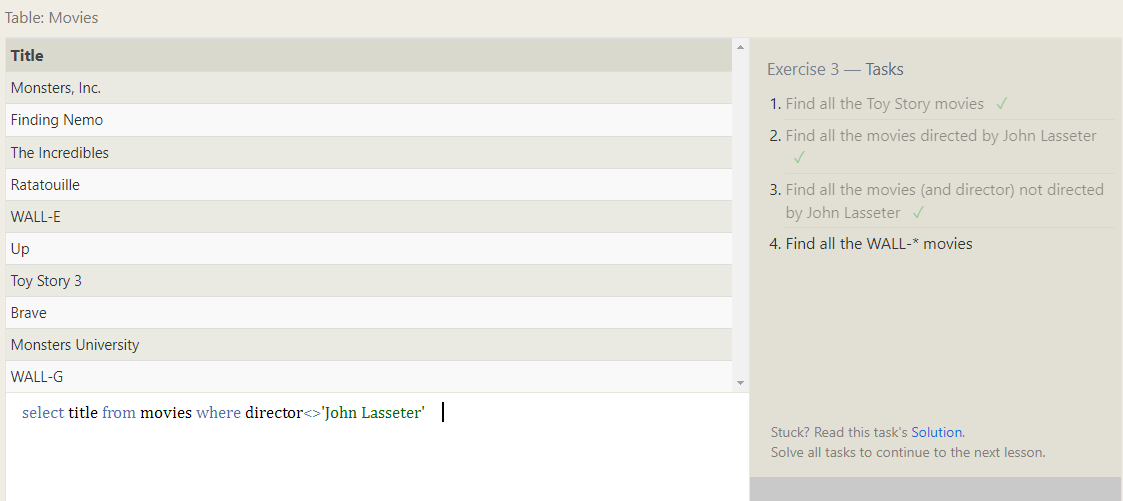 Table: Movies
Title
Monsters, Inc.
Finding Nemo
The Incredibles
Ratatouille
WALL-E
Up
Toy Story 3
Brave
Monsters University
WALL-G
select title from movies where director<>'John Lasseter'
Exercise 3 — Tasks
1. Find all the Toy Story movies ✓
2. Find all the movies directed by John Lasseter
✓
3. Find all the movies (and director) not directed
by John Lasseter ✓
4. Find all the WALL-* movies
Stuck? Read this task's Solution.
Solve all tasks to continue to the next lesson.